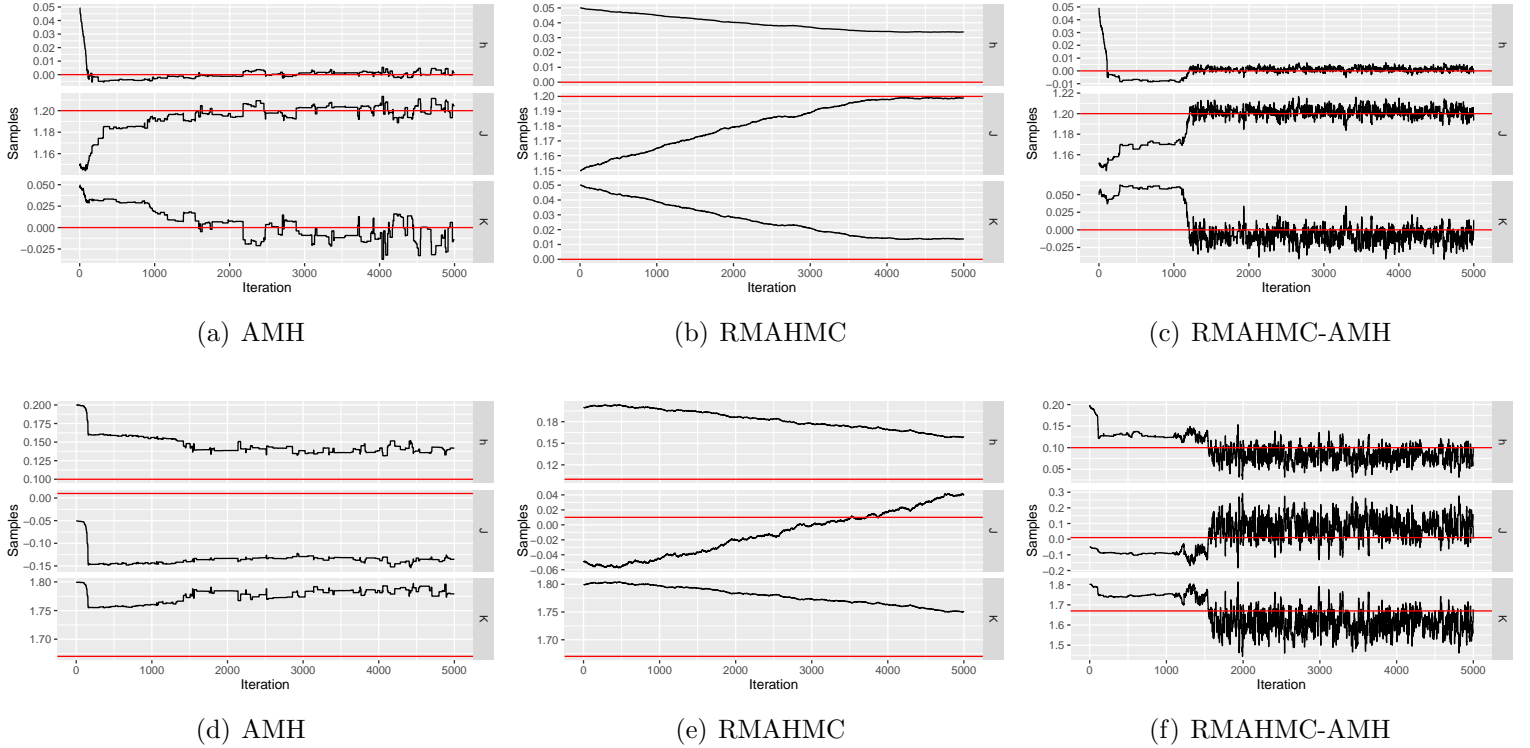 0.05
0.04
0.03
0.02
0.01
0.00
h
1.20
1.18
1.16
J
0.050
0.025
0.000
−0.025
K
Samples
0 1000 2000 3000 4000 5000
Iteration
(a) AMH
0.05
0.04
0.03
0.02
0.01
0.00
h
1.20
1.19
1.18
1.17
1.16
1.15
J
0.05
0.04
0.03
0.02
0.01
0.00
K
Samples
0 1000 2000 3000 4000 5000
Iteration
(b) RMAHMC
0.05
0.04
0.03
0.02
0.01
0.00
−0.01
h
1.22
1.20
1.18
1.16
J
0.050
0.025
0.000
−0.025
K
Samples
0 1000 2000 3000 4000 5000
Iteration
(c) RMAHMC-AMH
0.200
0.175
0.150
0.125
0.100
h
0.00
−0.05
−0.10
−0.15
J
1.80
1.75
1.70
K
Samples
0 1000 2000 3000 4000 5000
Iteration
(d) AMH
0.18
0.15
0.12
h
0.04
0.02
0.00
−0.02
−0.04
−0.06
J
1.80
1.75
1.70
K
Samples
0 1000 2000 3000 4000 5000
Iteration
(e) RMAHMC
0.20
0.15
0.10
0.05
h
0.3
0.2
0.1
0.0
−0.1
−0.2
J
1.8
1.7
1.6
1.5
K
Samples
0 1000 2000 3000 4000 5000
Iteration
(f) RMAHMC-AMH